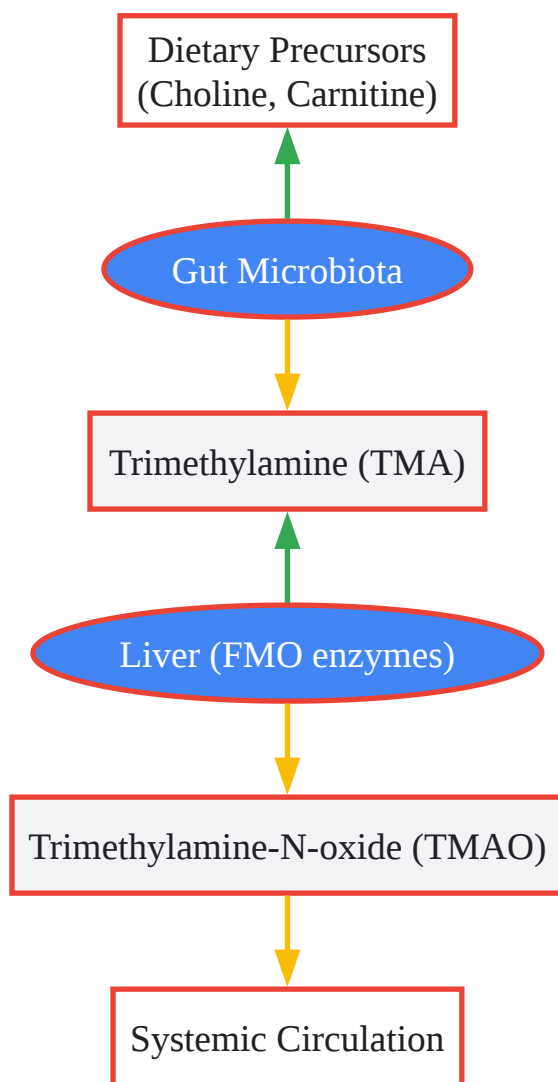 Dietary Precursors
(Choline, Carnitine)
Gut Microbiota
Trimethylamine (TMA)
Liver (FMO enzymes)
Trimethylamine-N-oxide (TMAO)
Systemic Circulation